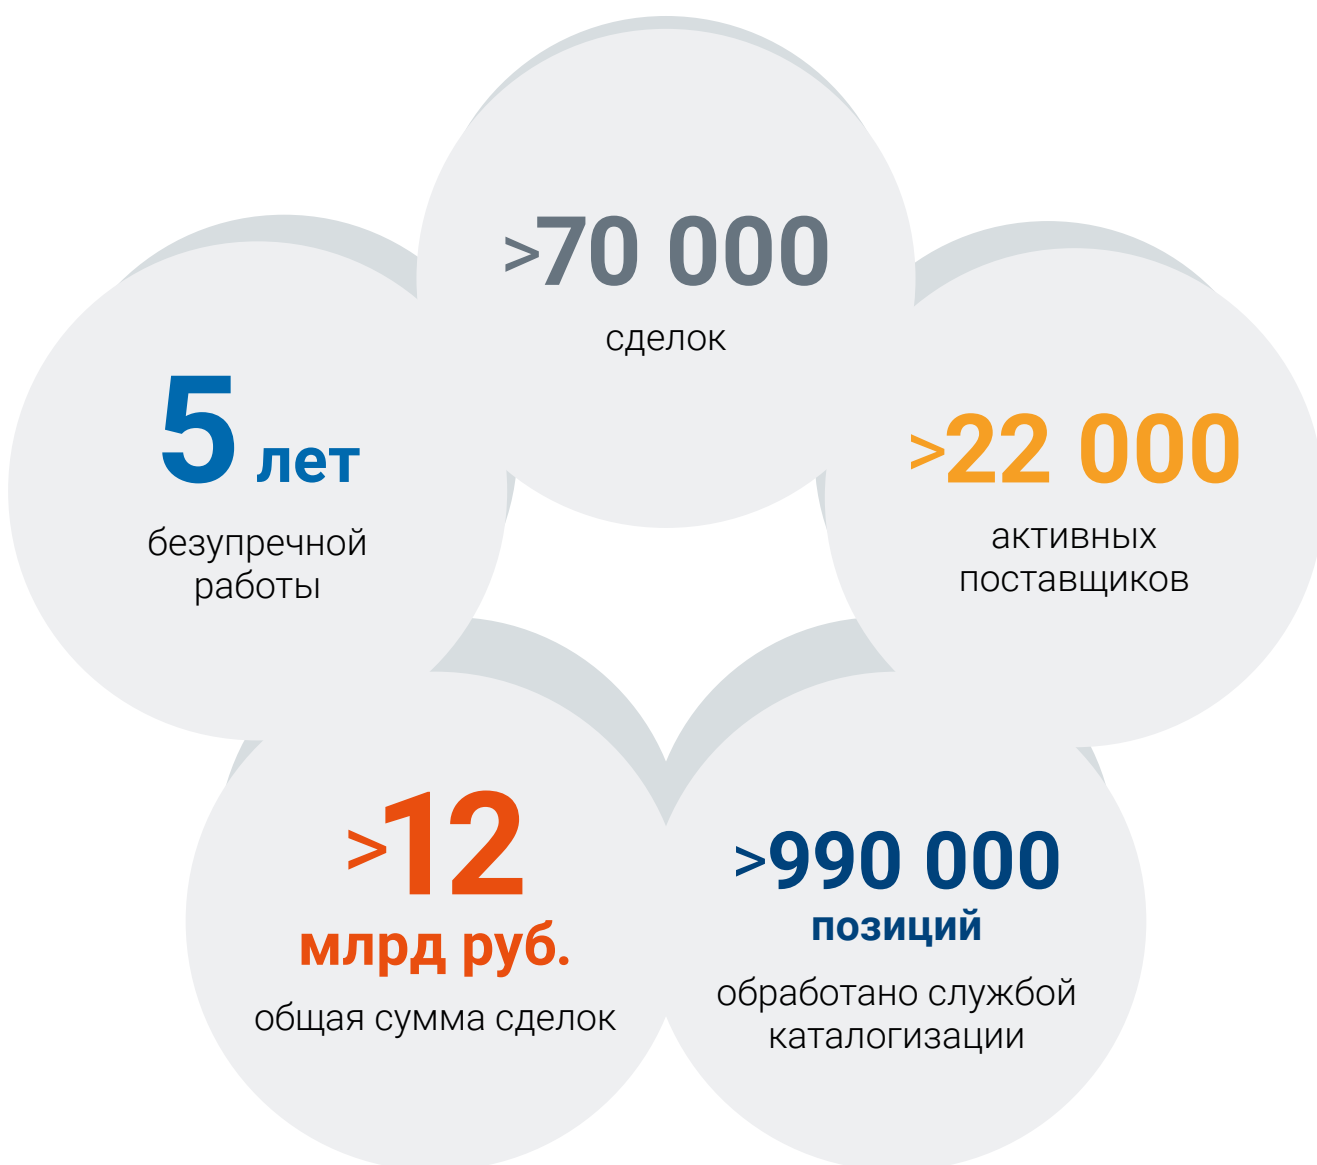 >70 000
сделок
5 лет
безупречной
работы
>22 000
активных
поставщиков
>12
млрд руб.
общая сумма сделок
>990 000
позиций
обработано службой
каталогизации